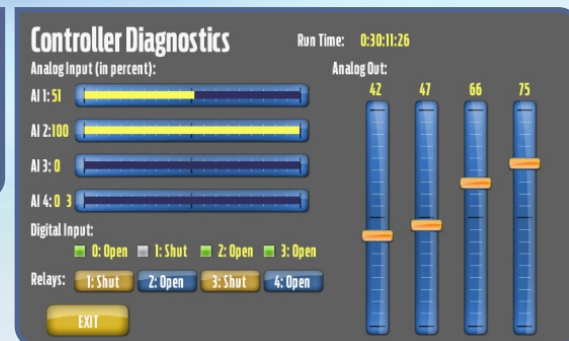 Controller Diagnostics
Run Time: 0:30:11:26
Analog Input (in percent):
Analog Out:
42 47 66 75
AI 1: 51
AI 2:100
AI 3: 0
AI 4: 0 3
Digital Input:
0: Open 1: Shut 2: Open 3: Open
Relays: 1: Shut 2: Open 3: Shut 4: Open
EXIT